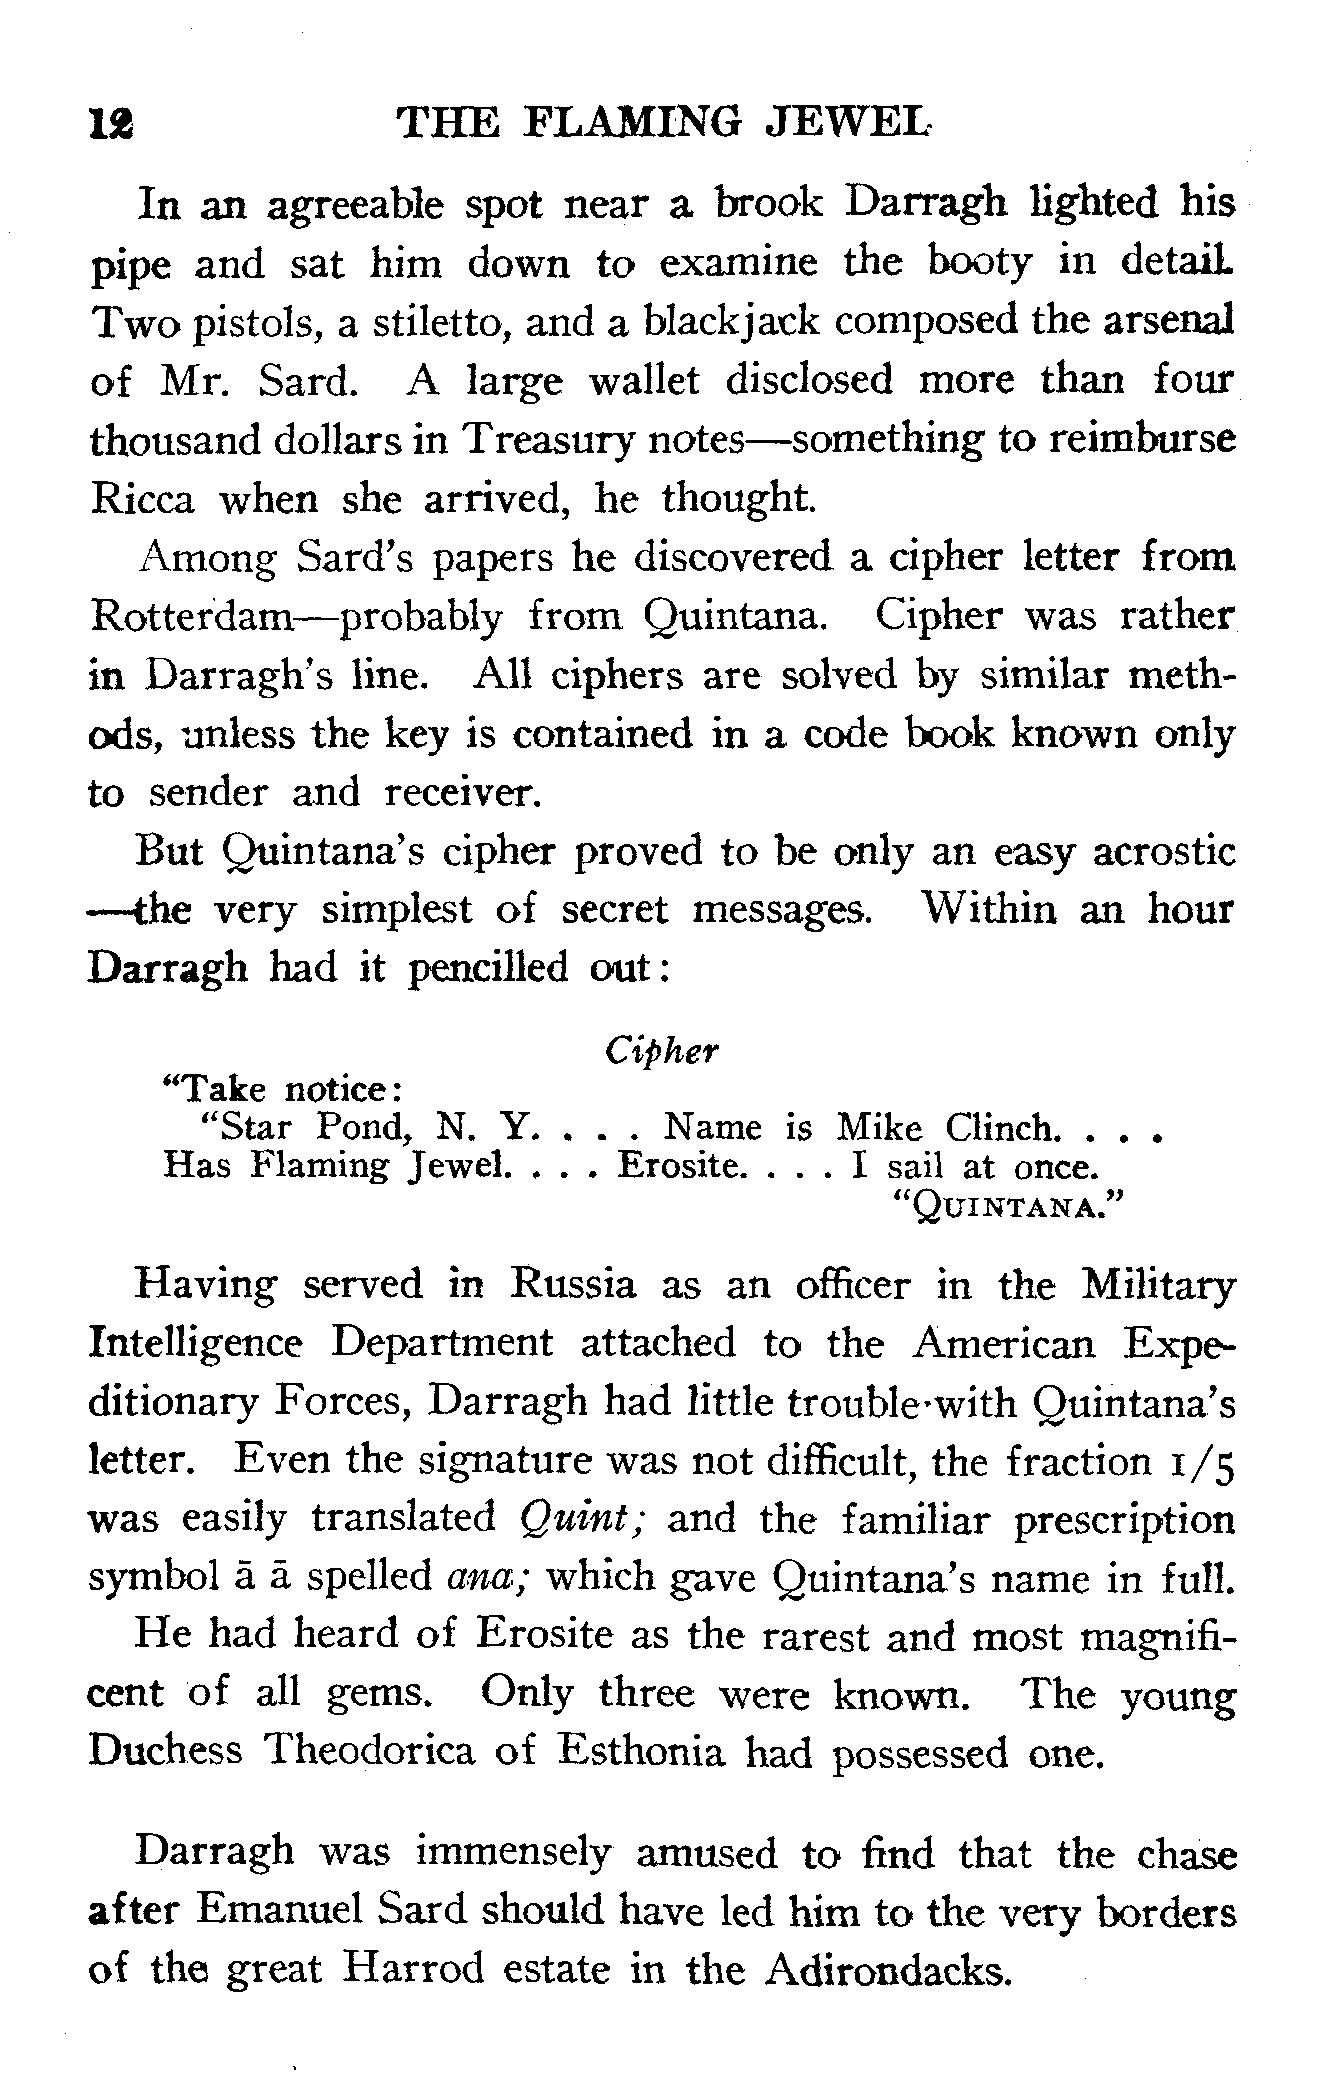 12 THE FLAMING JEWEL
In an agreeable spot near a brook Darragh lighted his
pipe and sat him down to examine the booty in detail.
Two pistols, a stiletto, and a blackjack composed the arsenal
of Mr. Sard. A large wallet disclosed more than four
thousand dollars in Treasury notes—something to reimburse
Ricca when she arrived, he thought.
Among Sard's papers he discovered a cipher letter from
Rotterdam—probably from Quintana. Cipher was rather
in Darragh's line. All ciphers are solved by similar meth-
ods, unless the key is contained in a code book known only
to sender and receiver.
But Quintana's cipher proved to be only an easy acrostic
—the very simplest of secret messages. Within an hour
Darragh had it pencilled out:
Cipher
"Take notice:
"Star Pond, N. Y. . . . Name is Mike Clinch. . . .
Has Flaming Jewel. . . . Erosite. . . . I sail at once.
"QUINTANA."
Having served in Russia as an officer in the Military
Intelligence Department attached to the American Expe-
ditionary Forces, Darragh had little trouble with Quintana's
letter. Even the signature was not difficult, the fraction 1/5
was easily translated Quint; and the familiar prescription
symbol ā ā spelled ana; which gave Quintana's name in full.
He had heard of Erosite as the rarest and most magnifi-
cent of all gems. Only three were known. The young
Duchess Theodorica of Esthonia had possessed one.
Darragh was immensely amused to find that the chase
after Emanuel Sard should have led him to the very borders
of the great Harrod estate in the Adirondacks.